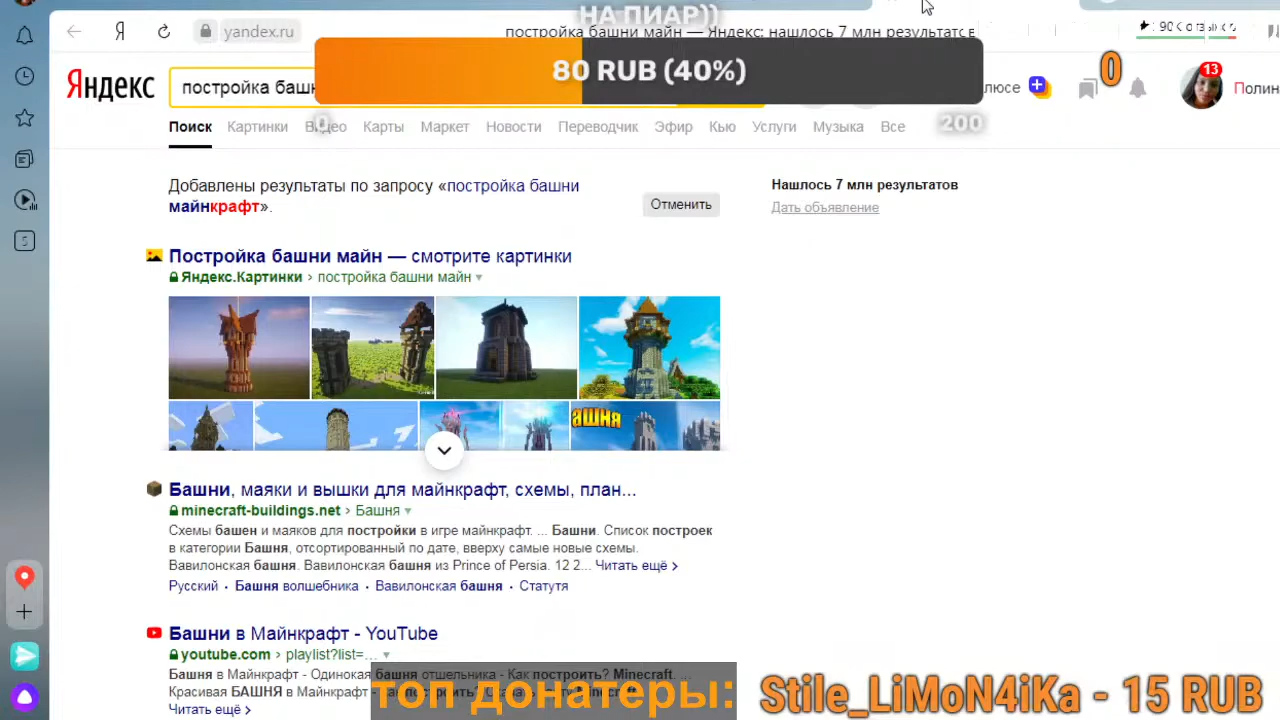 НА ПИАР))
yandex.ru
постройка башни майн — Яндекс: нашлось 7 млн результатов
80 RUB (40%)
0
200
Яндекс
постройка баш
люсе
0
13
Полин
Поиск
Картинки
Видео
Карты
Маркет
Новости
Переводчик
Эфир
Кью
Услуги
Музыка
Все
Добавлены результаты по запросу «постройка башни
майнкрафт».
Отменить
Нашлось 7 млн результатов
Дать объявление
Постройка башни майн — смотрите картинки
Яндекс.Картинки › постройка башни майн
башня
Башни, маяки и вышки для майнкрафт, схемы, план...
minecraft-buildings.net › Башня
Схемы башен и маяков для постройки в игре майнкрафт. ... Башни. Список построек
в категории Башня, отсортированный по дате, вверху самые новые схемы.
Вавилонская башня. Вавилонская башня из Prince of Persia. 12 2... Читать ещё ›
Русский · Башня волшебника · Вавилонская башня · Статутя
Башни в Майнкрафт - YouTube
youtube.com › playlist?list=...
Башня в Майнкрафт - Одинокая башня отшельника - Как построить? Minecraft.
Красивая БАШНЯ в Майнкрафт -
Читать ещё ›
топ донатеры:
Stile_LiMoN4iKa - 15 RUB